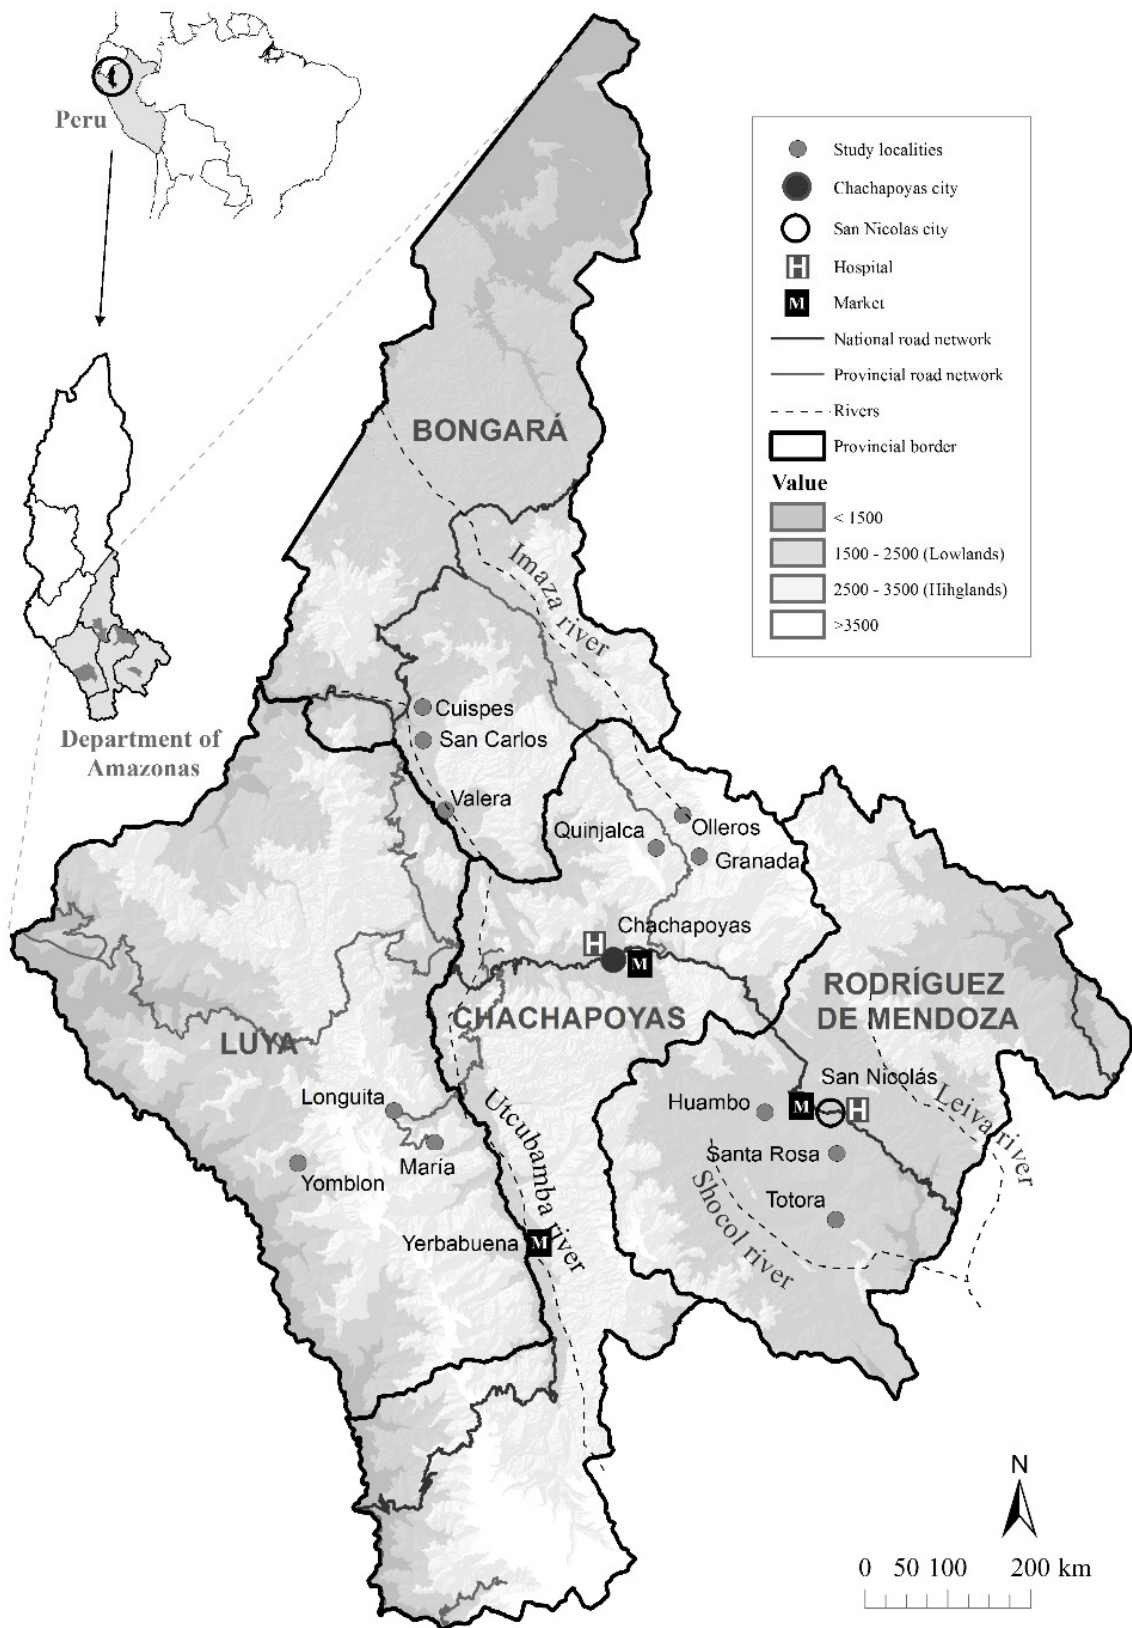 Peru
Department of
Amazonas
Study localities
Chachapoyas city
San Nicolas city
H
Hospital
M
Market
National road network
Provincial road network
Rivers
Provincial border
Value
< 1500
1500 - 2500 (Lowlands)
2500 - 3500 (Hihglands)
>3500
BONGARÁ
Imaza river
Cuispes
San Carlos
Valera
Olleros
Quinjalca
Granada
Chachapoyas
H
M
CHACHAPOYAS
RODRÍGUEZ
DE MENDOZA
LUYA
San Nicolás
Longuita
Huambo
M
H
Leiva river
María
Santa Rosa
Yomblon
Utcubamba river
Totora
Shocol river
Yerbabuena
M
N
0 50 100 200 km